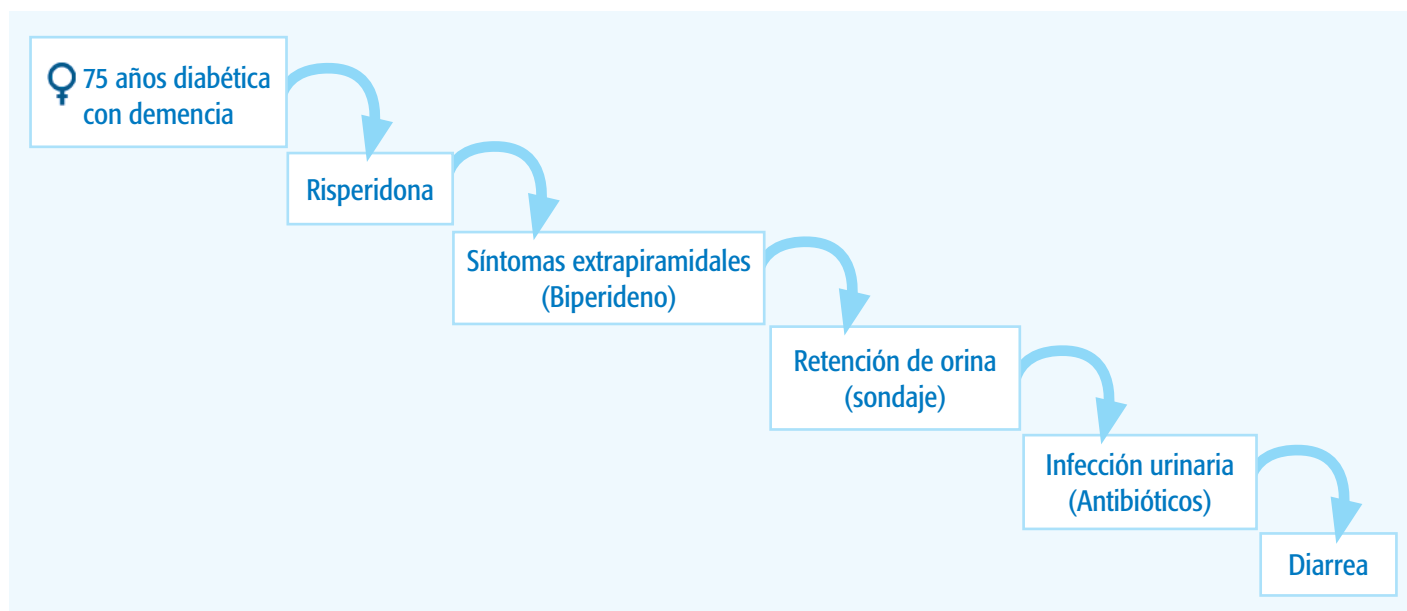 75 años diabética
con demencia
Risperidona
Síntomas extrapiramidales
(Biperideno)
Retención de orina
(sondaje)
Infección urinaria
(Antibióticos)
Diarrea